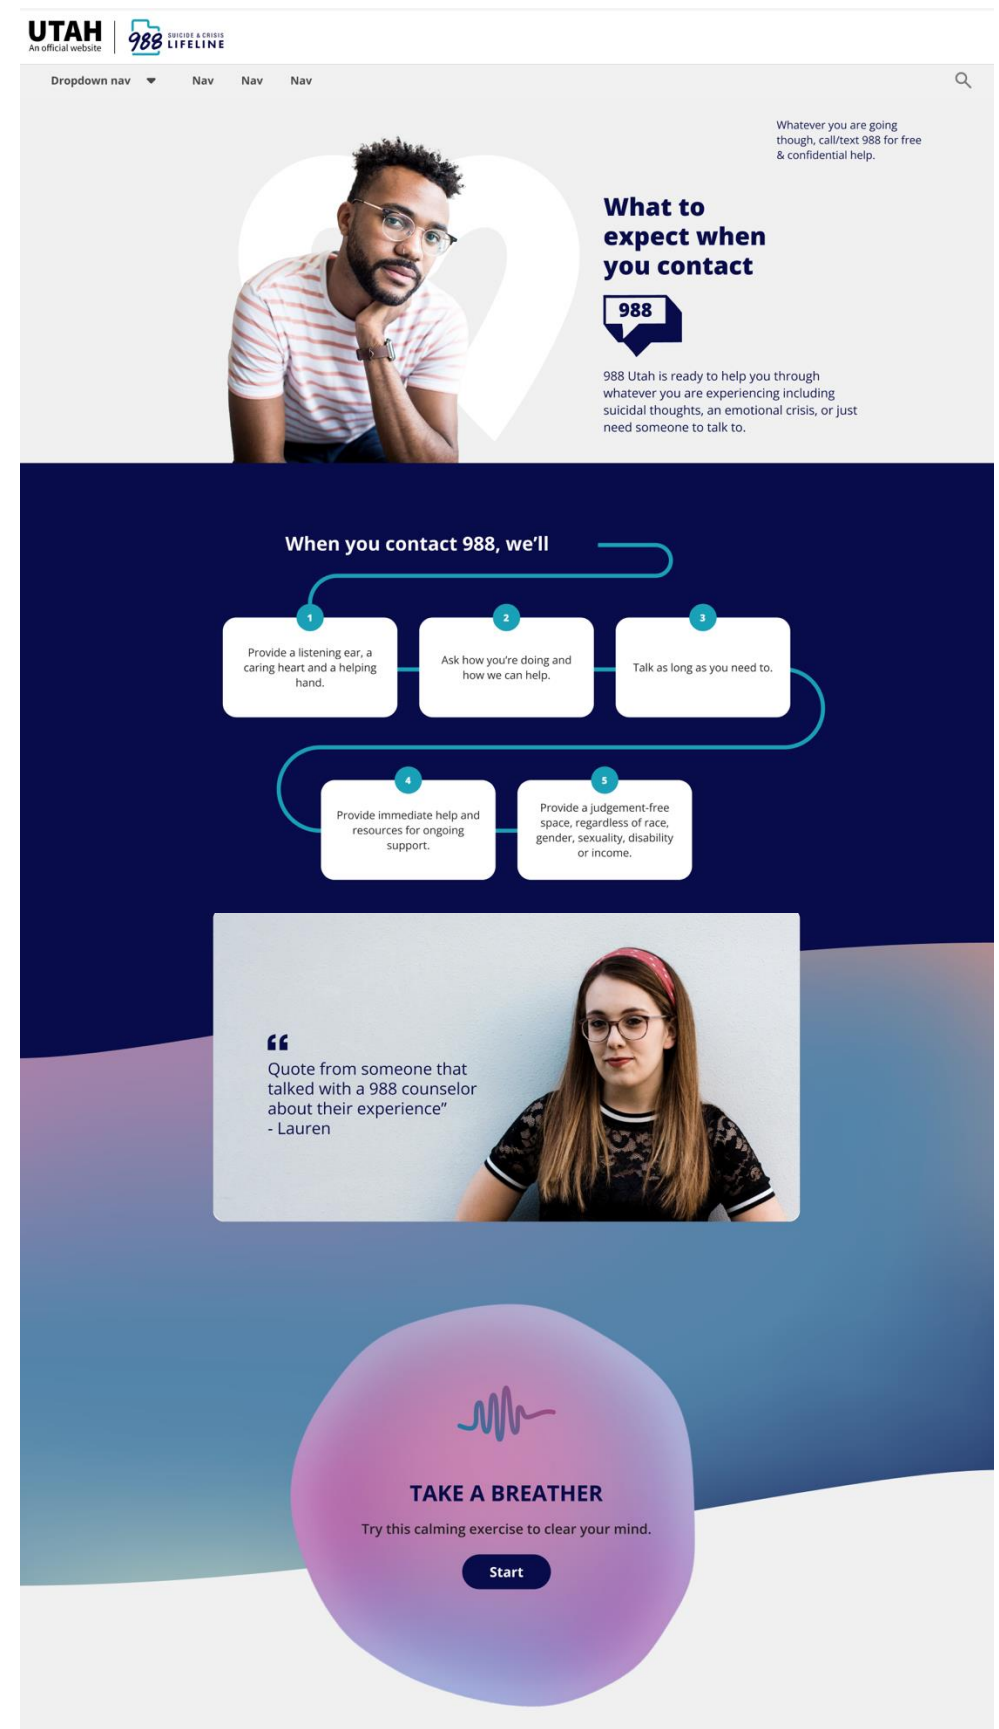 UTAH
An official website
988
SUICIDE & CRISIS
LIFELINE
Dropdown nav
Nav
Nav
Nav
Whatever you are going
though, call/text 988 for free
& confidential help.
What to
expect when
you contact
988
988 Utah is ready to help you through
whatever you are experiencing including
suicidal thoughts, an emotional crisis, or just
need someone to talk to.
When you contact 988, we’ll
1
Provide a listening ear, a
caring heart and a helping
hand.
2
Ask how you’re doing and
how we can help.
3
Talk as long as you need to.
4
Provide immediate help and
resources for ongoing
support.
5
Provide a judgement-free
space, regardless of race,
gender, sexuality, disability
or income.
“
Quote from someone that
talked with a 988 counselor
about their experience”
- Lauren
TAKE A BREATHER
Try this calming exercise to clear your mind.
Start